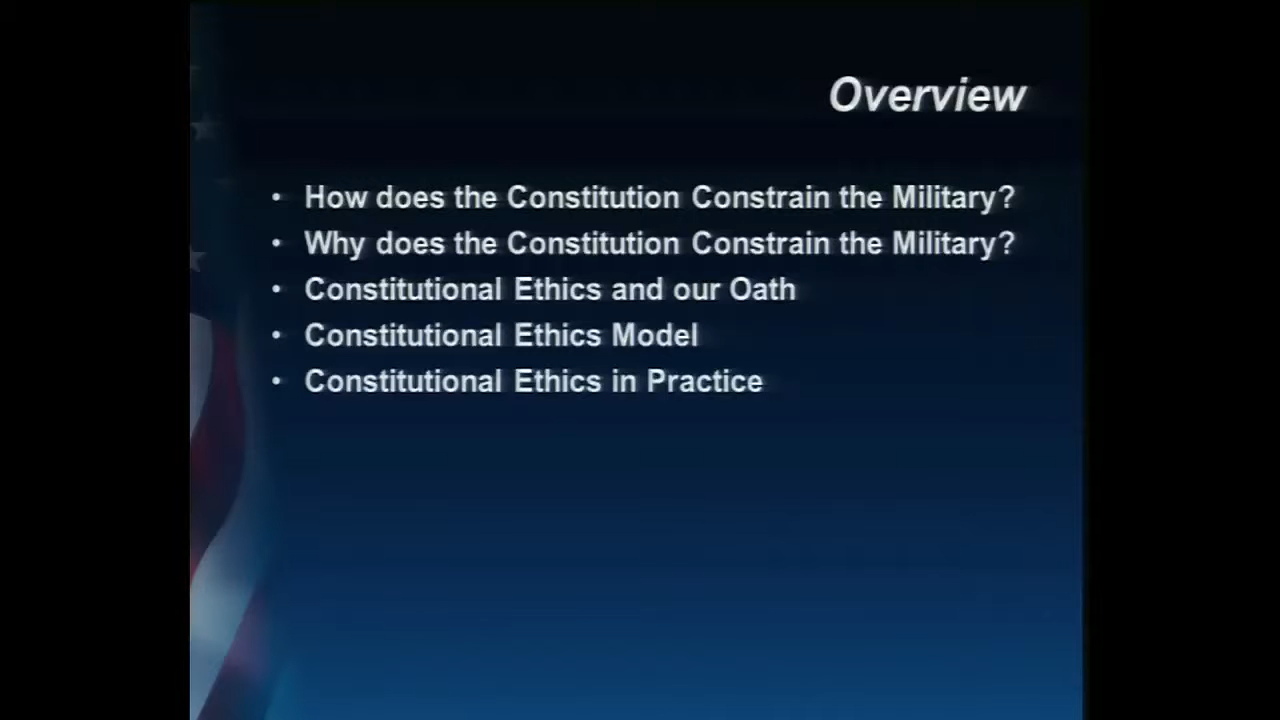 Overview
• How does the Constitution Constrain the Military?
• Why does the Constitution Constrain the Military?
• Constitutional Ethics and our Oath
• Constitutional Ethics Model
• Constitutional Ethics in Practice